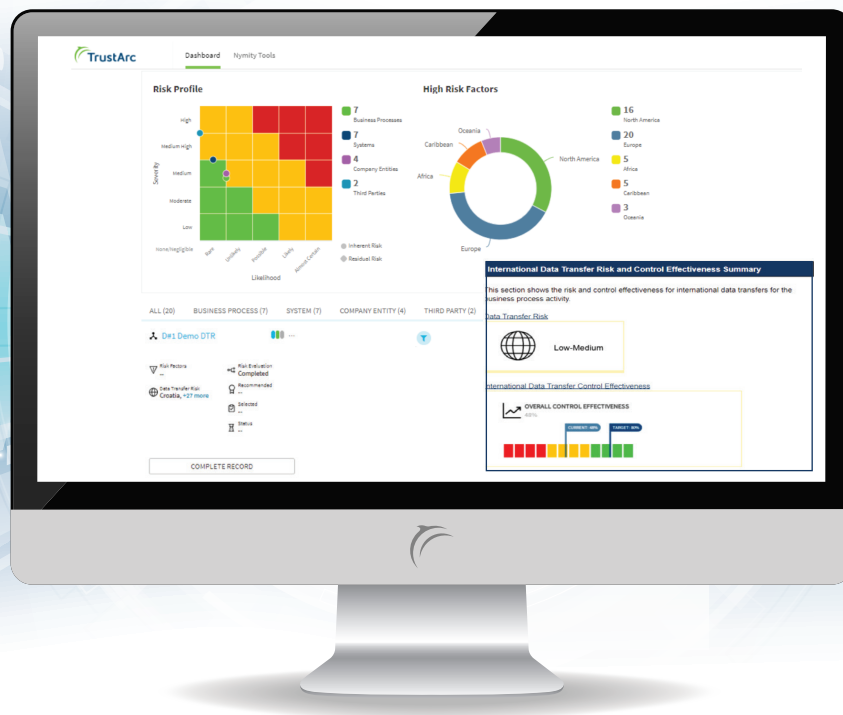 TrustArc
Dashboard
Nymity Tools
Risk Profile
High
Medium High
Medium
Moderate
Low
None/Negligible
Severity
Rare
Unlikely
Possible
Likely
Almost Certain
Likelihood
7
Business Processes
7
Systems
4
Company Entities
2
Third Parties
Inherent Risk
Residual Risk
High Risk Factors
Oceania
Caribbean
Africa
North America
Europe
16
North America
20
Europe
5
Africa
5
Caribbean
3
Oceania
ALL (20)
BUSINESS PROCESS (7)
SYSTEM (7)
COMPANY ENTITY (4)
THIRD PARTY (2)
D#1 Demo DTR
...
Risk Factors
--
Data Transfer Risk
Croatia, +27 more
Risk Evaluation
Completed
Recommended
--
Selected
--
Status
--
COMPLETE RECORD
International Data Transfer Risk and Control Effectiveness Summary
This section shows the risk and control effectiveness for international data transfers for the
business process activity.
Data Transfer Risk
Low-Medium
International Data Transfer Control Effectiveness
OVERALL CONTROL EFFECTIVENESS
48%
CURRENT 48%
TARGET 80%